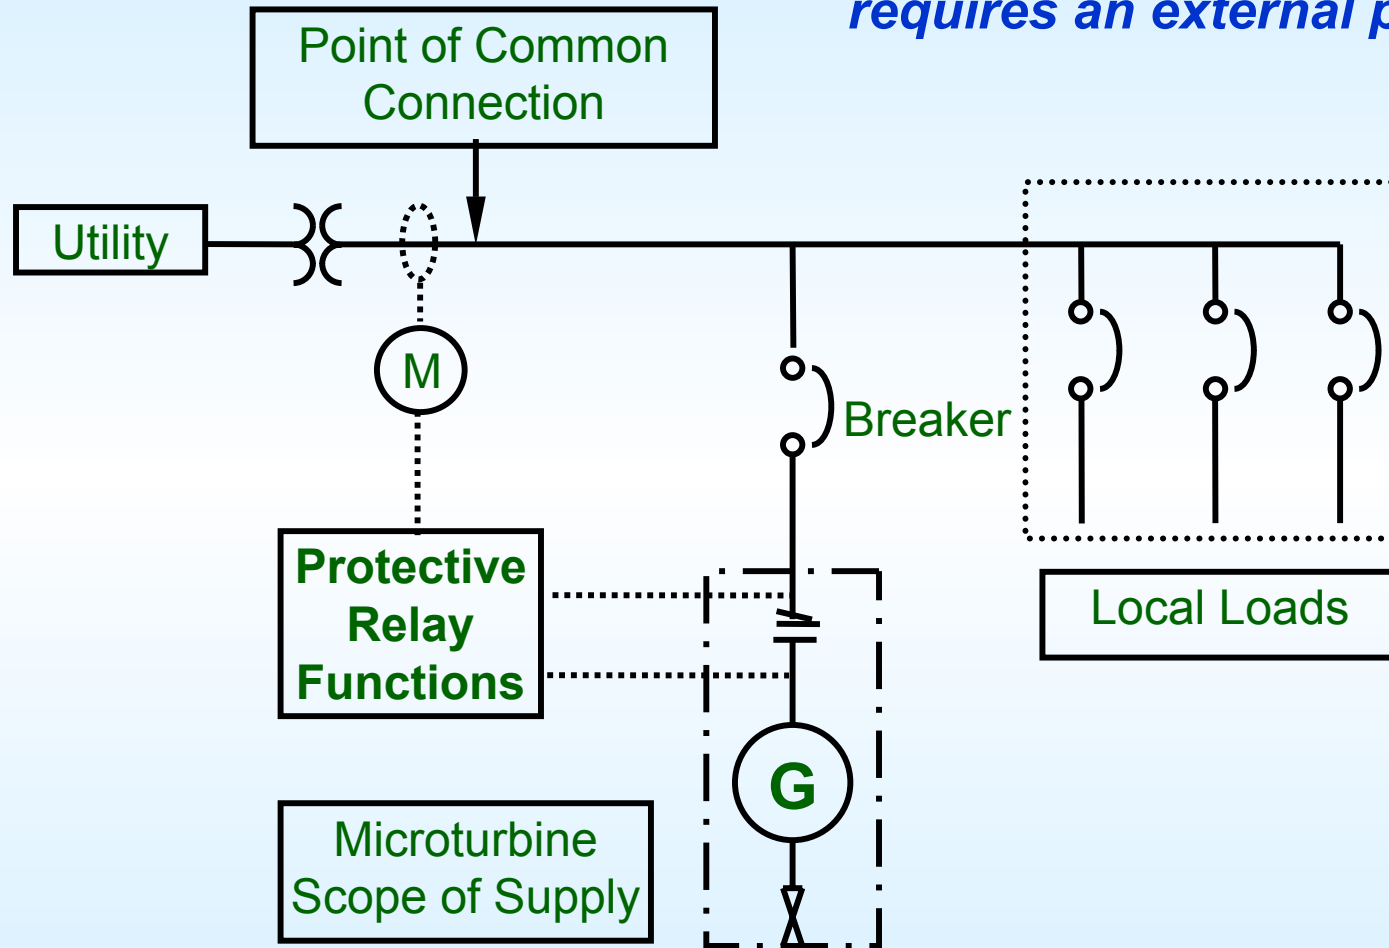 requires an external p
Point of Common
Connection
Utility
M
Breaker
Protective
Relay
Functions
Local Loads
G
Microturbine
Scope of Supply